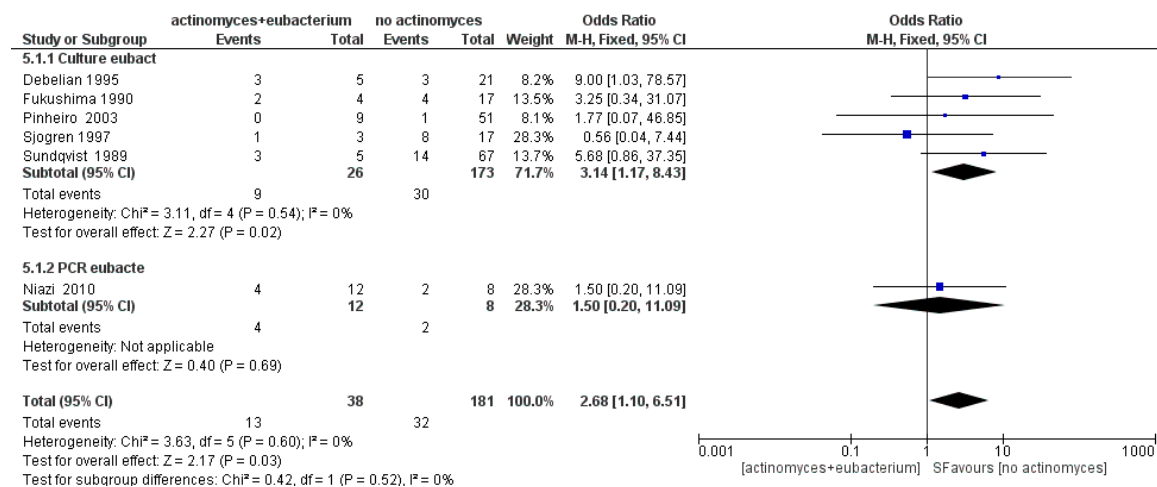 actinomyces+eubacterium no actinomyces Odds Ratio Odds Ratio
Study or Subgroup Events Total Events Total Weight M-H, Fixed, 95% CI M-H, Fixed, 95% CI
5.1.1 Culture eubact
Debelian 1995 3 5 3 21 8.2% 9.00 [1.03, 78.57]
Fukushima 1990 2 4 4 17 13.5% 3.25 [0.34, 31.07]
Pinheiro 2003 0 9 1 51 8.1% 1.77 [0.07, 46.85]
Sjogren 1997 1 3 8 17 28.3% 0.56 [0.04, 7.44]
Sundqvist 1989 3 5 14 67 13.7% 5.68 [0.86, 37.35]
Subtotal (95% CI) 26 173 71.7% 3.14 [1.17, 8.43]
Total events 9 30
Heterogeneity: Chi² = 3.11, df = 4 (P = 0.54); I² = 0%
Test for overall effect: Z = 2.27 (P = 0.02)
5.1.2 PCR eubacte
Niazi 2010 4 12 2 8 28.3% 1.50 [0.20, 11.09]
Subtotal (95% CI) 12 8 28.3% 1.50 [0.20, 11.09]
Total events 4 2
Heterogeneity: Not applicable
Test for overall effect: Z = 0.40 (P = 0.69)
Total (95% CI) 38 181 100.0% 2.68 [1.10, 6.51]
Total events 13 32
Heterogeneity: Chi² = 3.63, df = 5 (P = 0.60); I² = 0%
Test for overall effect: Z = 2.17 (P = 0.03)
Test for subgroup differences: Chi² = 0.42, df = 1 (P = 0.52), I² = 0%
0.001 0.1 1 10 1000
[actinomyces+eubacterium] SFavours [no actinomyces]